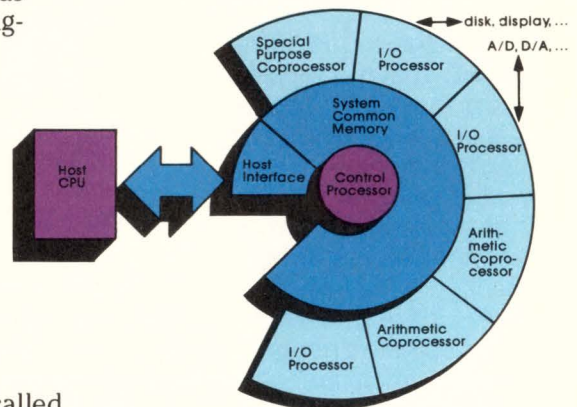 g-
disk, display, ...
A/D, D/A, ...
Special
Purpose
Coprocessor
I/O
Processor
System
Common
Memory
I/O
Processor
Host
CPU
Host
Interface
Control
Processor
Arith-
metic
Copro-
cessor
Arithmetic
Coprocessor
I/O
Processor
called